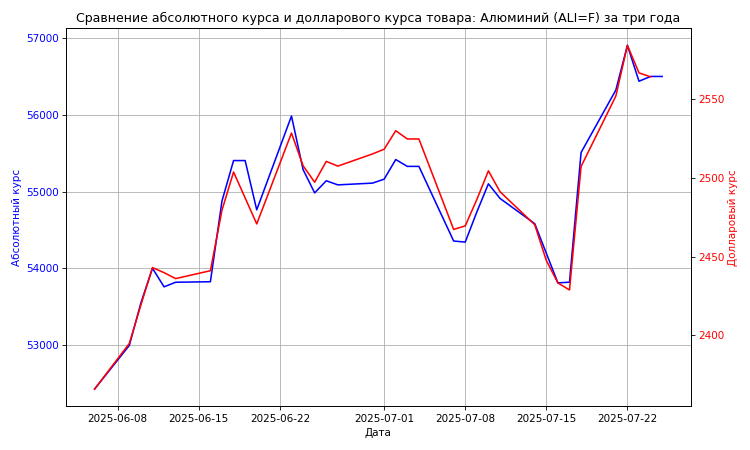 Сравнение абсолютного курса и долларового курса товара: Алюминий (ALI=F) за три года
57000
56000
55000
54000
53000
Абсолютный курс
2550
2500
2450
2400
Долларовый курс
2025-06-08 2025-06-15 2025-06-22 2025-07-01 2025-07-08 2025-07-15 2025-07-22
Дата